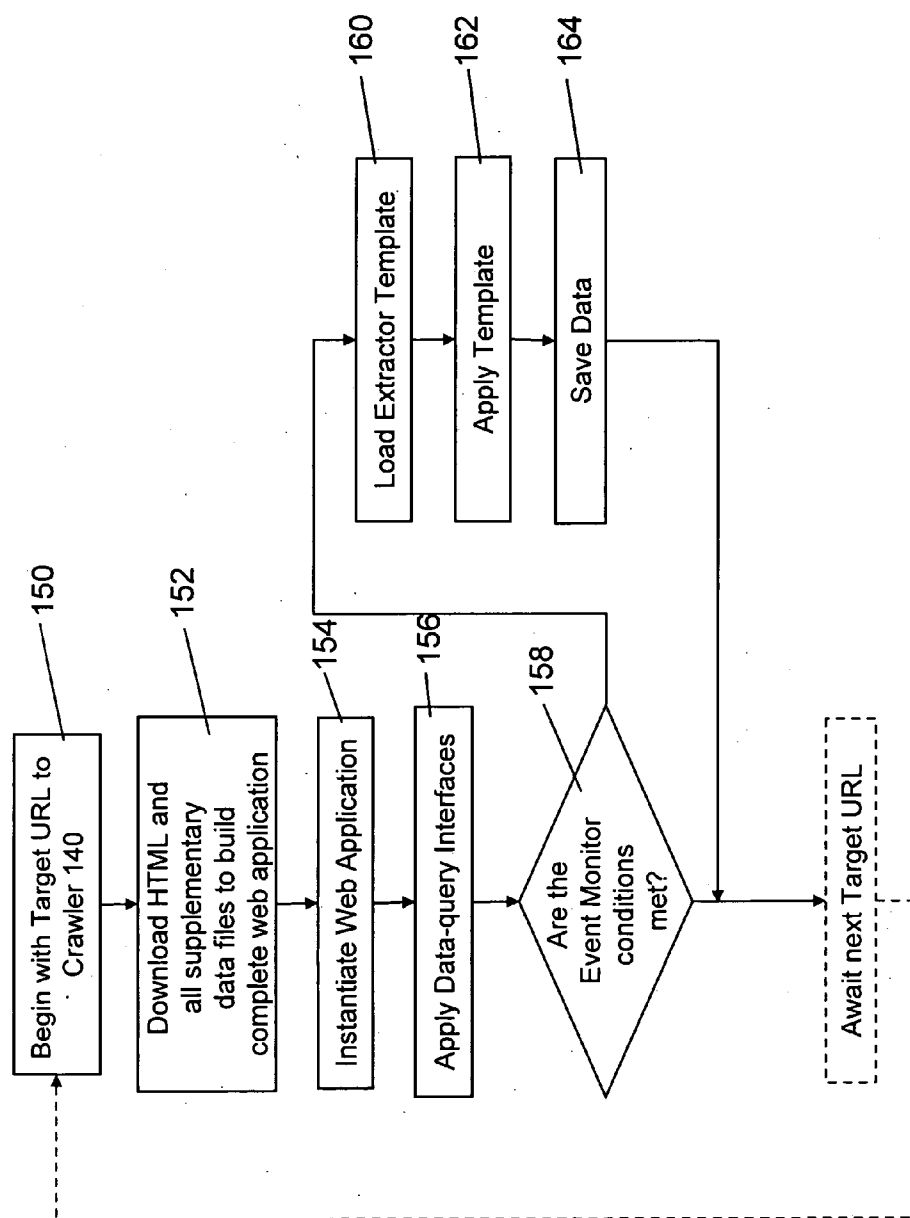 150
Begin with Target URL to
Crawler 140
152
Download HTML and
all supplementary
data files to build
complete web application
154
Instantiate Web Application
156
Apply Data-query Interfaces
158
Are the
Event Monitor
conditions
met?
160
Load Extractor Template
162
Apply Template
164
Save Data
Await next Target URL